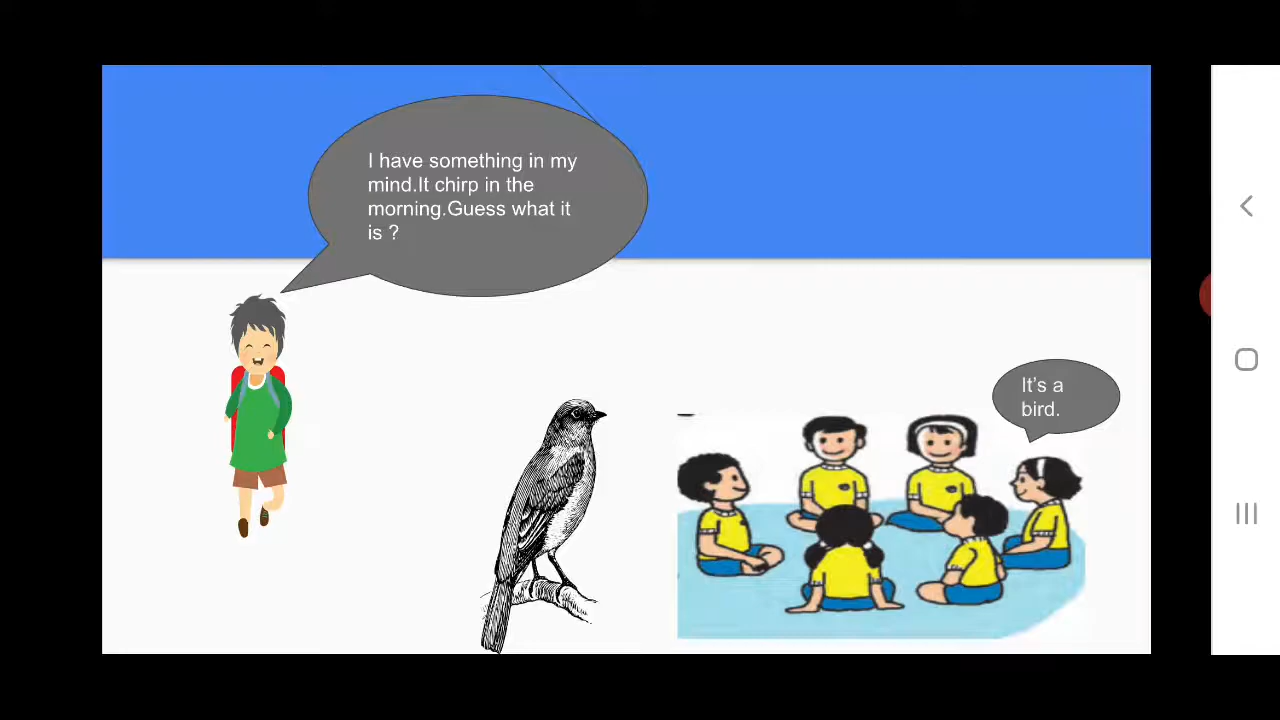 I have something in my
mind.It chirp in the
morning.Guess what it
is ?
It's a
bird.